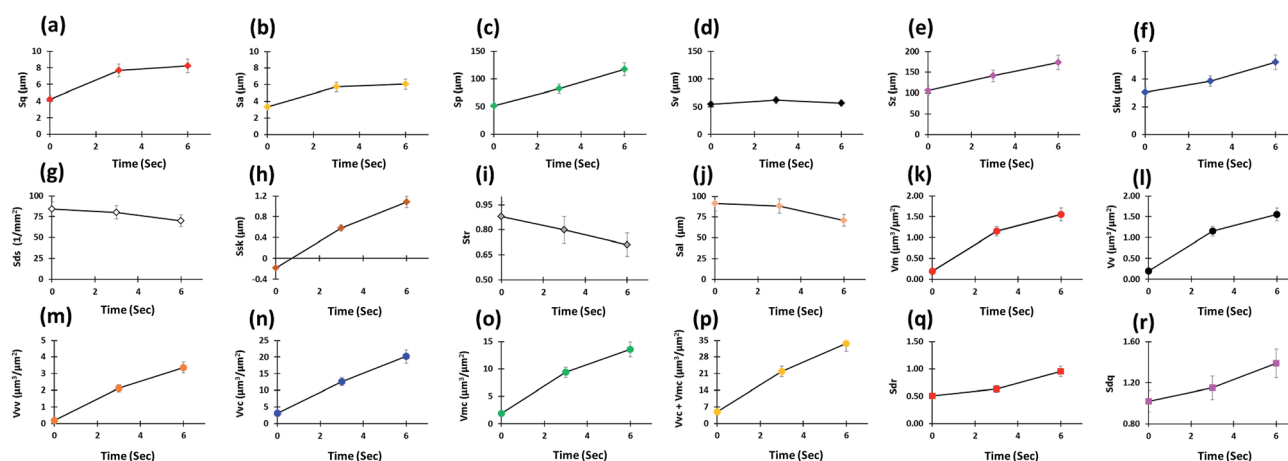 (a)
Sq (µm)
10
8
6
4
2
0
0 2 4 6
Time (Sec)
(b)
Sa (µm)
10
8
6
4
2
0
0 2 4 6
Time (Sec)
(c)
Sp (µm)
150
100
50
0
0 2 4 6
Time (Sec)
(d)
Sv (µm)
150
100
50
0
0 2 4 6
Time (Sec)
(e)
Sz (µm)
200
150
100
50
0
0 2 4 6
Time (Sec)
(f)
Sku (µm)
6
4
2
0
0 2 4 6
Time (Sec)
(g)
Sds (1/mm²)
100
75
50
25
0
0 2 4 6
Time (Sec)
(h)
Ssk (µm)
1.2
0.8
0.4
0
-0.4
0 2 4 6
Time (Sec)
(i)
Str
0.95
0.80
0.65
0.50
0 2 4 6
Time (Sec)
(j)
Sal (µm)
100
75
50
25
0
0 2 4 6
Time (Sec)
(k)
Vm (µm³/µm²)
2.00
1.50
1.00
0.50
0.00
0 2 4 6
Time (Sec)
(l)
Vv (µm³/µm²)
2.00
1.50
1.00
0.50
0.00
0 2 4 6
Time (Sec)
(m)
Vvv (µm³/µm²)
5
4
3
2
1
0
0 2 4 6
Time (Sec)
(n)
Vvc (µm³/µm²)
25
20
15
10
5
0
0 2 4 6
Time (Sec)
(o)
Vmc (µm³/µm²)
15
10
5
0
0 2 4 6
Time (Sec)
(p)
Vvc + Vmc (µm³/µm²)
35
28
21
14
7
0
0 2 4 6
Time (Sec)
(q)
Sdr
1.50
1.00
0.50
0.00
0 2 4 6
Time (Sec)
(r)
Sdq
1.60
1.20
0.80
0 2 4 6
Time (Sec)